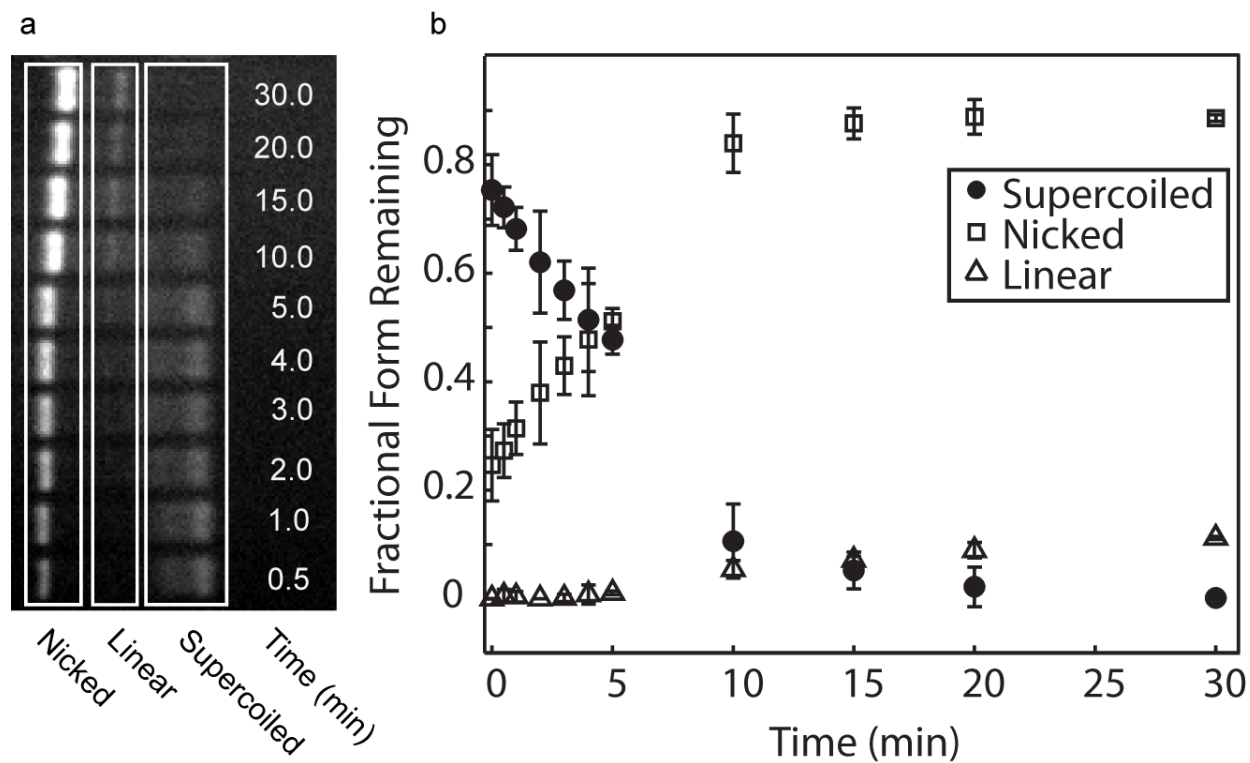 a
30.0
20.0
15.0
10.0
5.0
4.0
3.0
2.0
1.0
0.5
Nicked
Linear
Supercoiled
Time (min)
b
Fractional Form Remaining
0.8
0.6
0.4
0.2
0
Supercoiled
Nicked
Linear
0 5 10 15 20 25 30
Time (min)